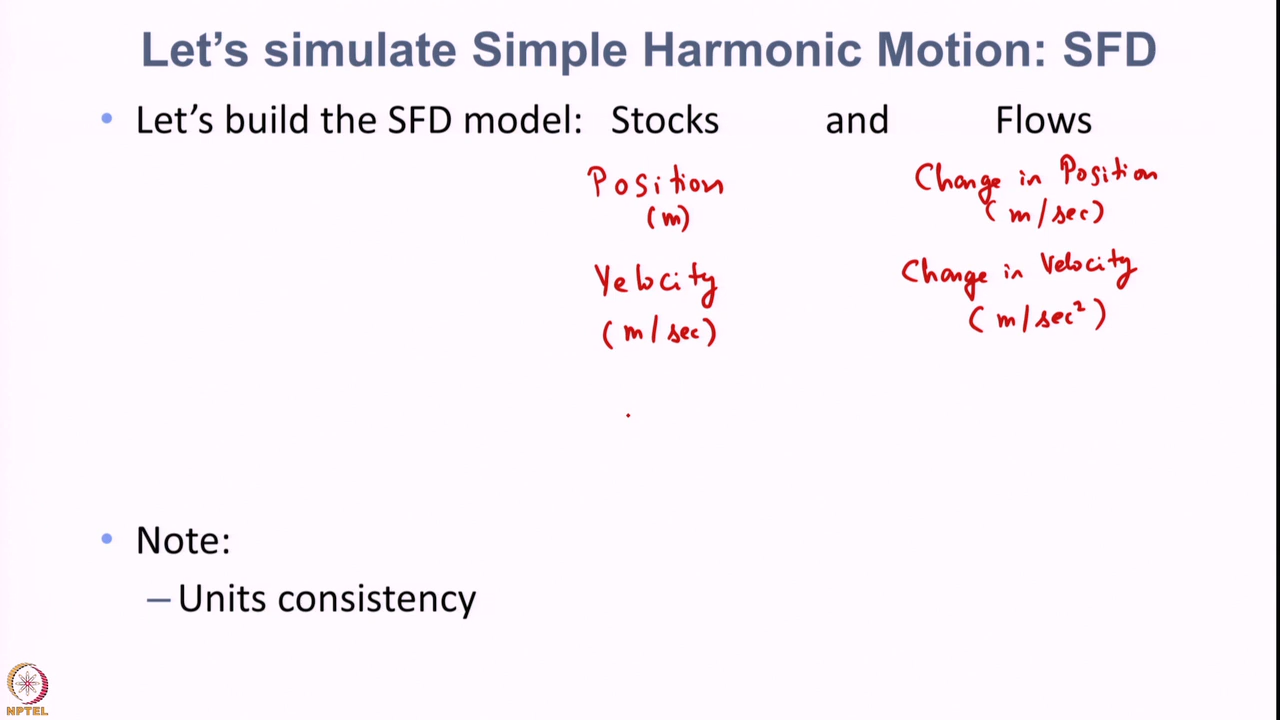 Let's simulate Simple Harmonic Motion: SFD
• Let's build the SFD model: Stocks and Flows
Position Change in Position
(m) (m/sec)
Velocity Change in Velocity
(m/sec) (m/sec²)
• Note:
– Units consistency
NPTEL